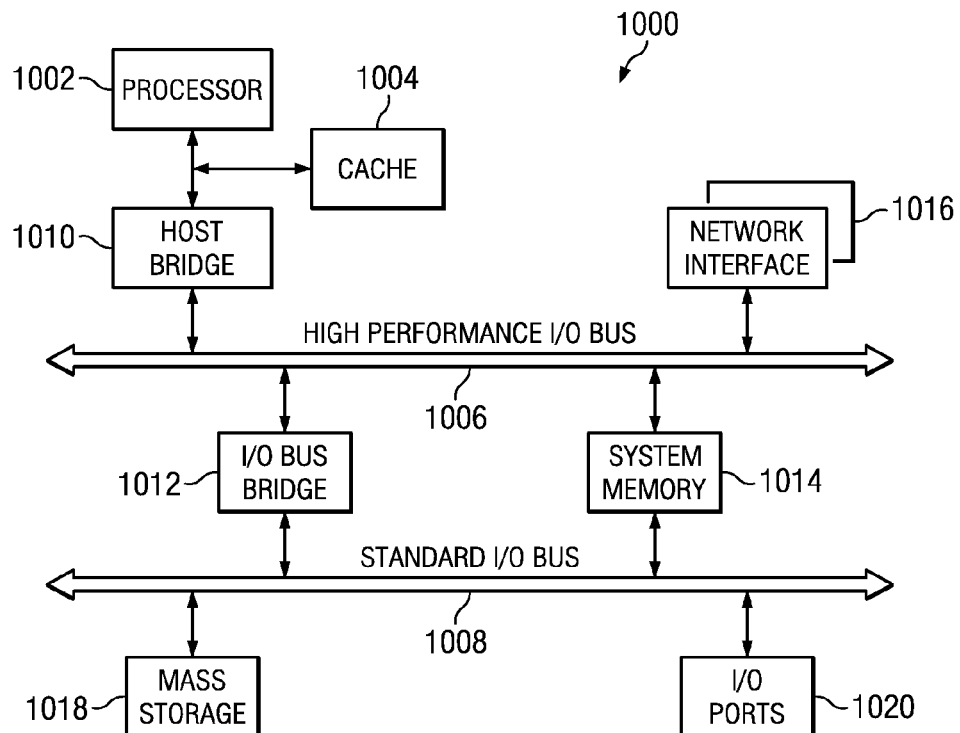 1000
1002
PROCESSOR
1004
CACHE
1010
HOST
BRIDGE
1016
NETWORK
INTERFACE
HIGH PERFORMANCE I/O BUS
1006
1012
I/O BUS
BRIDGE
SYSTEM
MEMORY
1014
STANDARD I/O BUS
1008
1018
MASS
STORAGE
I/O
PORTS
1020